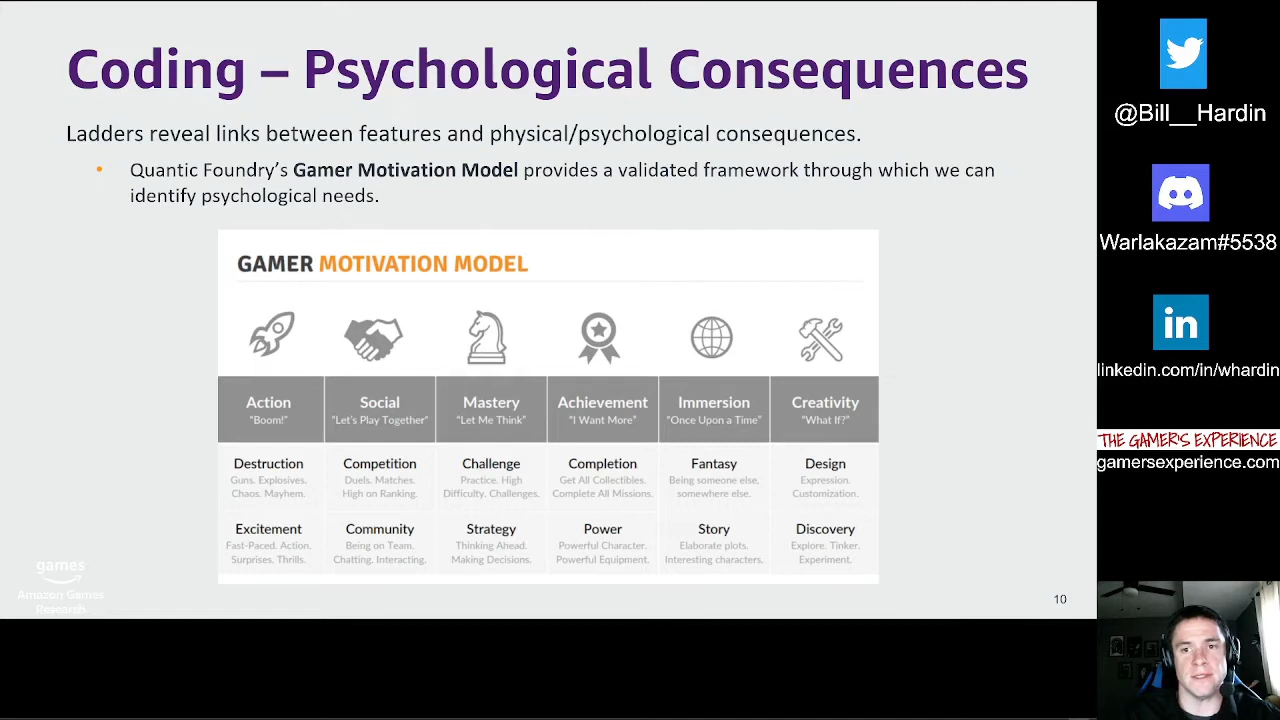 Coding – Psychological Consequences
Ladders reveal links between features and physical/psychological consequences.
• Quantic Foundry's Gamer Motivation Model provides a validated framework through which we can
identify psychological needs.
GAMER MOTIVATION MODEL
Action Social Mastery Achievement Immersion Creativity
"Boom!" "Let's Play Together" "Let Me Think" "I Want More" "Once Upon a Time" "What If?"
Destruction Competition Challenge Completion Fantasy Design
Guns. Explosives. Duels. Matches. Practice. High Get All Collectibles. Being someone else, Expression.
Chaos. Mayhem. High on Ranking. Difficulty. Challenges. Complete All Missions. somewhere else. Customization.
Excitement Community Strategy Power Story Discovery
Fast-Paced. Action. Being on Team. Thinking Ahead. Powerful Character. Elaborate plots. Explore. Tinker.
Surprises. Thrills. Chatting. Interacting. Making Decisions. Powerful Equipment. Interesting characters. Experiment.
games
Amazon Games
Research
10
@Bill__Hardin
Warlakazam#5538
in
linkedin.com/in/whardin
THE GAMER'S EXPERIENCE
gamersexperience.com